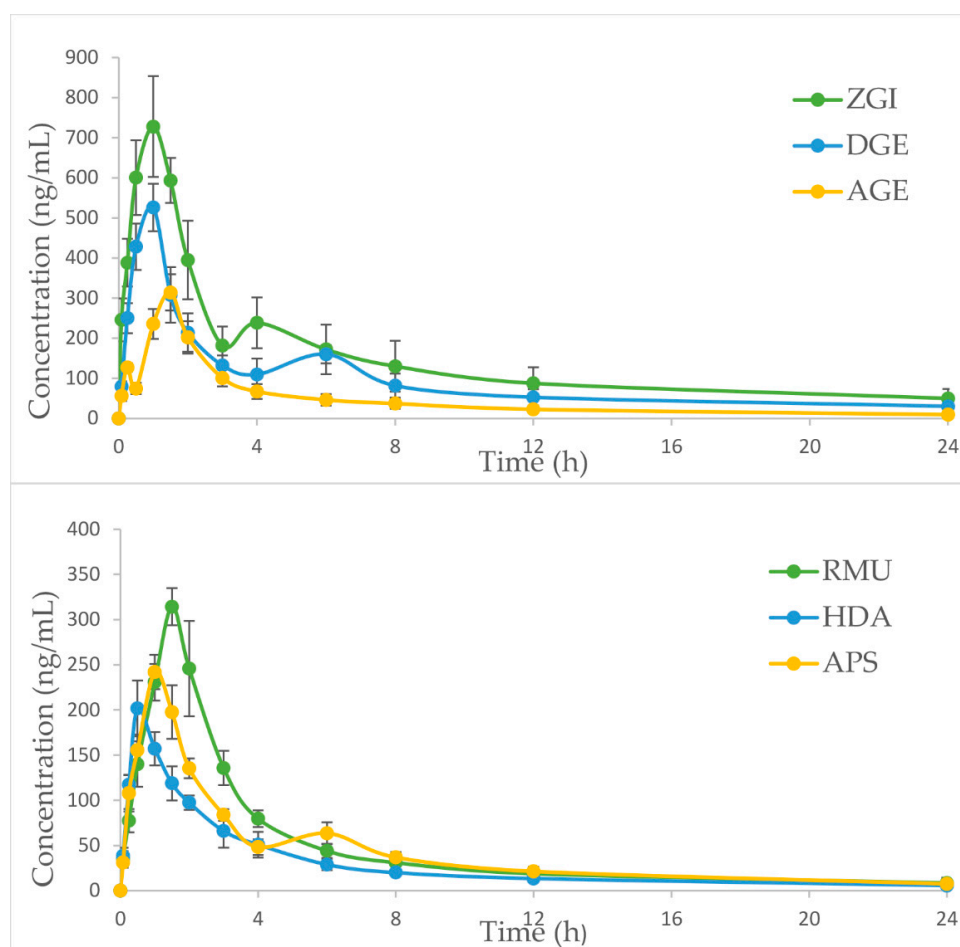 Concentration (ng/mL)
900
800
700
600
500
400
300
200
100
0
ZGI
DGE
AGE
0 4 8 12 16 20 24
Time (h)
Concentration (ng/mL)
400
350
300
250
200
150
100
50
0
RMU
HDA
APS
0 4 8 12 16 20 24
Time (h)